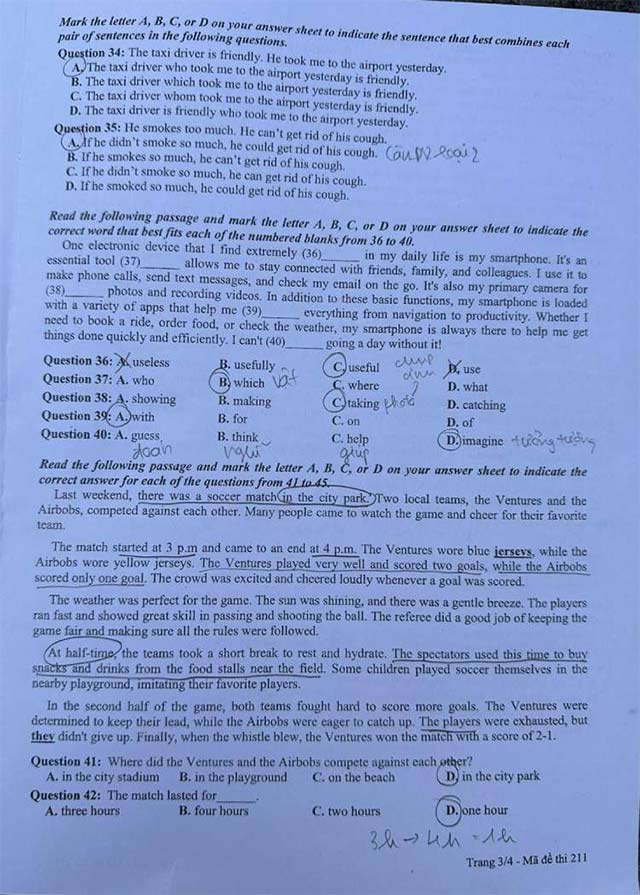 Mark the letter A, B, C, or D on your answer sheet to indicate the sentence that best combines each
pair of sentences in the following questions.
Question 34: The taxi driver is friendly. He took me to the airport yesterday.
A. The taxi driver who took me to the airport yesterday is friendly.
B. The taxi driver which took me to the airport yesterday is friendly.
C. The taxi driver whom took me to the airport yesterday is friendly.
D. The taxi driver is friendly who took me to the airport yesterday.
Question 35: He smokes too much. He can't get rid of his cough.
A. If he didn't smoke so much, he could get rid of his cough. Câu ĐK loại 2
B. If he smokes so much, he can't get rid of his cough.
C. If he didn't smoke so much, he can get rid of his cough.
D. If he smoked so much, he could get rid of his cough.
Read the following passage and mark the letter A, B, C, or D on your answer sheet to indicate the
correct word that best fits each of the numbered blanks from 36 to 40.
One electronic device that I find extremely (36)______ in my daily life is my smartphone. It's an
essential tool (37)______ allows me to stay connected with friends, family, and colleagues. I use it to
make phone calls, send text messages, and check my email on the go. It's also my primary camera for
(38)______ photos and recording videos. In addition to these basic functions, my smartphone is loaded
with a variety of apps that help me (39)______ everything from navigation to productivity. Whether I
need to book a ride, order food, or check the weather, my smartphone is always there to help me get
things done quickly and efficiently. I can't (40)______ going a day without it!
Question 36: A. useless B. usefully C. useful D. use
Question 37: A. who B. which vật C. where D. what
Question 38: A. showing B. making C. taking photo D. catching
Question 39: A. with B. for C. on D. of
Question 40: A. guess B. think C. help D. imagine tưởng tượng
đoán nghĩ giúp
Read the following passage and mark the letter A, B, C, or D on your answer sheet to indicate the
correct answer for each of the questions from 41 to 45.
Last weekend, there was a soccer match in the city park. Two local teams, the Ventures and the
Airbobs, competed against each other. Many people came to watch the game and cheer for their favorite
team.
The match started at 3 p.m and came to an end at 4 p.m. The Ventures wore blue jerseys, while the
Airbobs wore yellow jerseys. The Ventures played very well and scored two goals, while the Airbobs
scored only one goal. The crowd was excited and cheered loudly whenever a goal was scored.
The weather was perfect for the game. The sun was shining, and there was a gentle breeze. The players
ran fast and showed great skill in passing and shooting the ball. The referee did a good job of keeping the
game fair and making sure all the rules were followed.
At half-time, the teams took a short break to rest and hydrate. The spectators used this time to buy
snacks and drinks from the food stalls near the field. Some children played soccer themselves in the
nearby playground, imitating their favorite players.
In the second half of the game, both teams fought hard to score more goals. The Ventures were
determined to keep their lead, while the Airbobs were eager to catch up. The players were exhausted, but
they didn't give up. Finally, when the whistle blew, the Ventures won the match with a score of 2-1.
Question 41: Where did the Ventures and the Airbobs compete against each other?
A. in the city stadium B. in the playground C. on the beach D. in the city park
Question 42: The match lasted for______.
A. three hours B. four hours C. two hours D. one hour
3h → 4h = 1h
Trang 3/4 - Mã đề thi 211